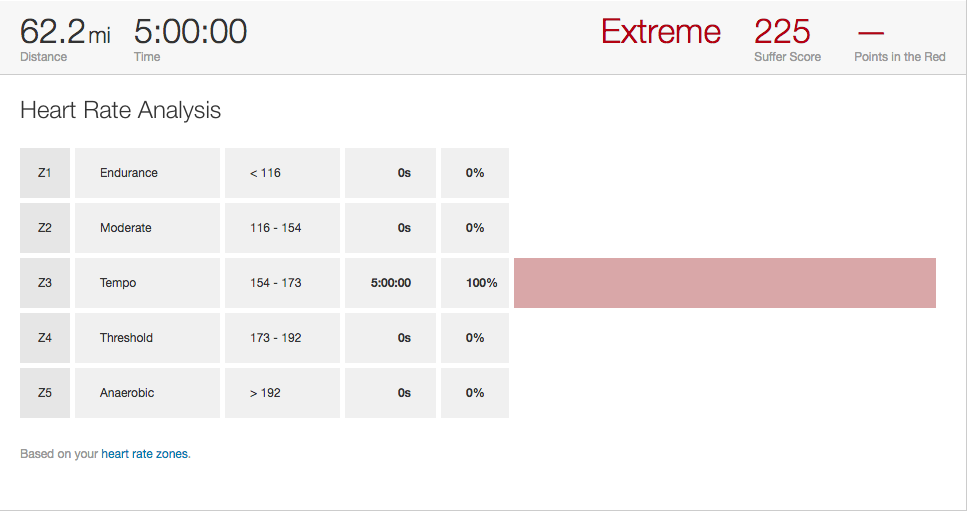 62.2mi 5:00:00 Extreme 225 —
Distance Time Suffer Score Points in the Red
Heart Rate Analysis
Z1 Endurance < 116 0s 0%
Z2 Moderate 116 - 154 0s 0%
Z3 Tempo 154 - 173 5:00:00 100%
Z4 Threshold 173 - 192 0s 0%
Z5 Anaerobic > 192 0s 0%
Based on your heart rate zones.